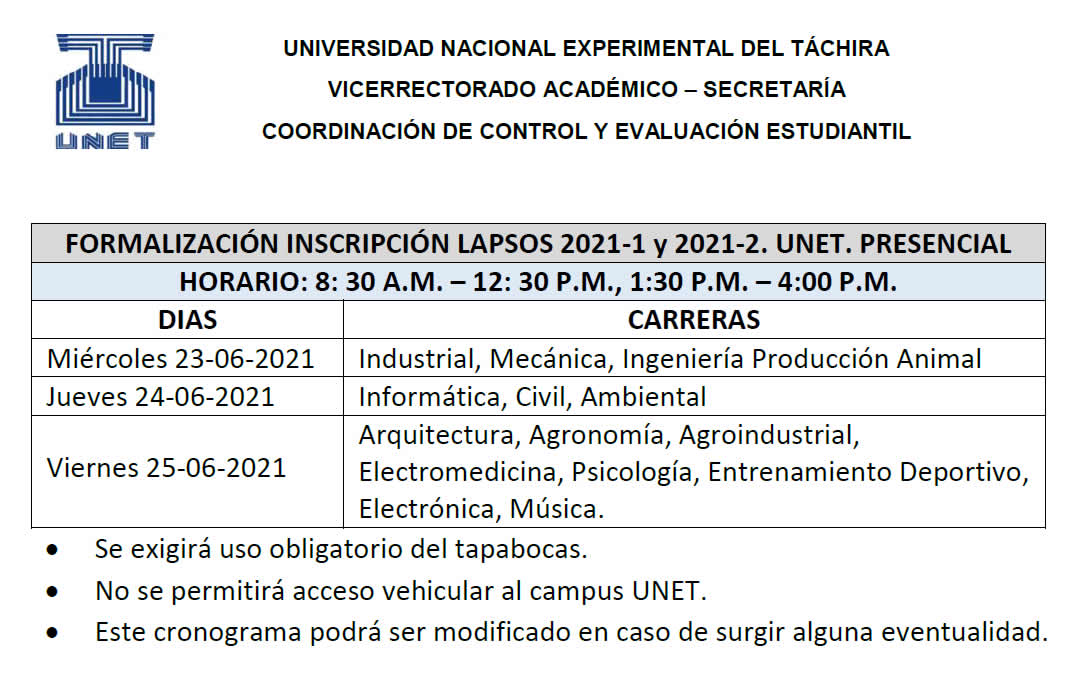 UNIVERSIDAD NACIONAL EXPERIMENTAL DEL TÁCHIRA
VICERRECTORADO ACADÉMICO – SECRETARÍA
COORDINACIÓN DE CONTROL Y EVALUACIÓN ESTUDIANTIL
UNET
FORMALIZACIÓN INSCRIPCIÓN LAPSOS 2021-1 y 2021-2. UNET. PRESENCIAL
HORARIO: 8: 30 A.M. – 12: 30 P.M., 1:30 P.M. – 4:00 P.M.
DIAS CARRERAS
Miércoles 23-06-2021 Industrial, Mecánica, Ingeniería Producción Animal
Jueves 24-06-2021 Informática, Civil, Ambiental
Viernes 25-06-2021
Arquitectura, Agronomía, Agroindustrial,
Electromedicina, Psicología, Entrenamiento Deportivo,
Electrónica, Música.
• Se exigirá uso obligatorio del tapabocas.
• No se permitirá acceso vehicular al campus UNET.
• Este cronograma podrá ser modificado en caso de surgir alguna eventualidad.